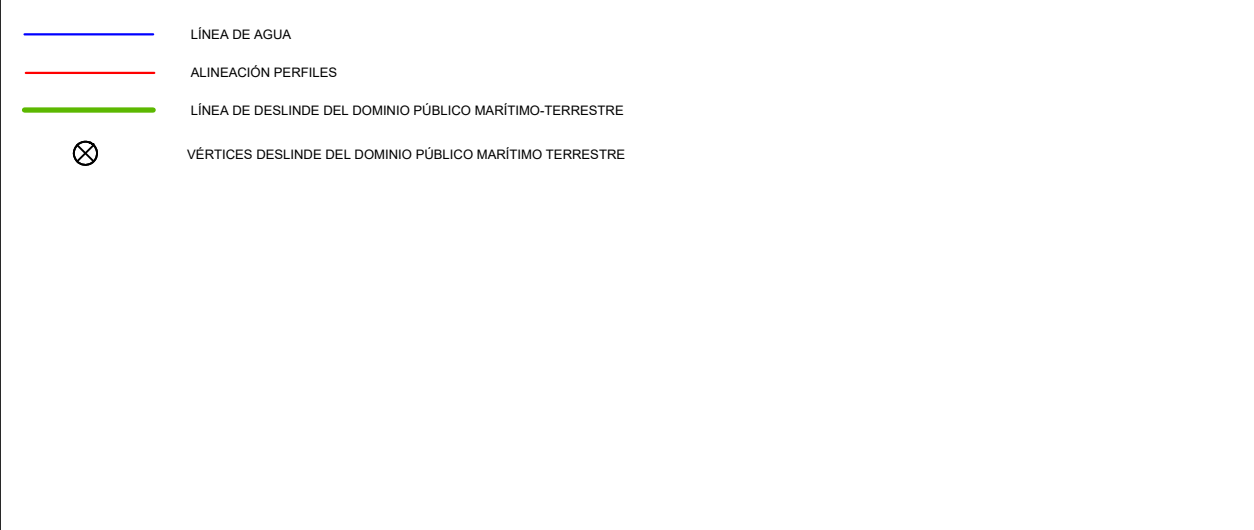 LÍNEA DE AGUA
ALINEACIÓN PERFILES
LÍNEA DE DESLINDE DEL DOMINIO PÚBLICO MARÍTIMO-TERRESTRE
VÉRTICES DESLINDE DEL DOMINIO PÚBLICO MARÍTIMO TERRESTRE